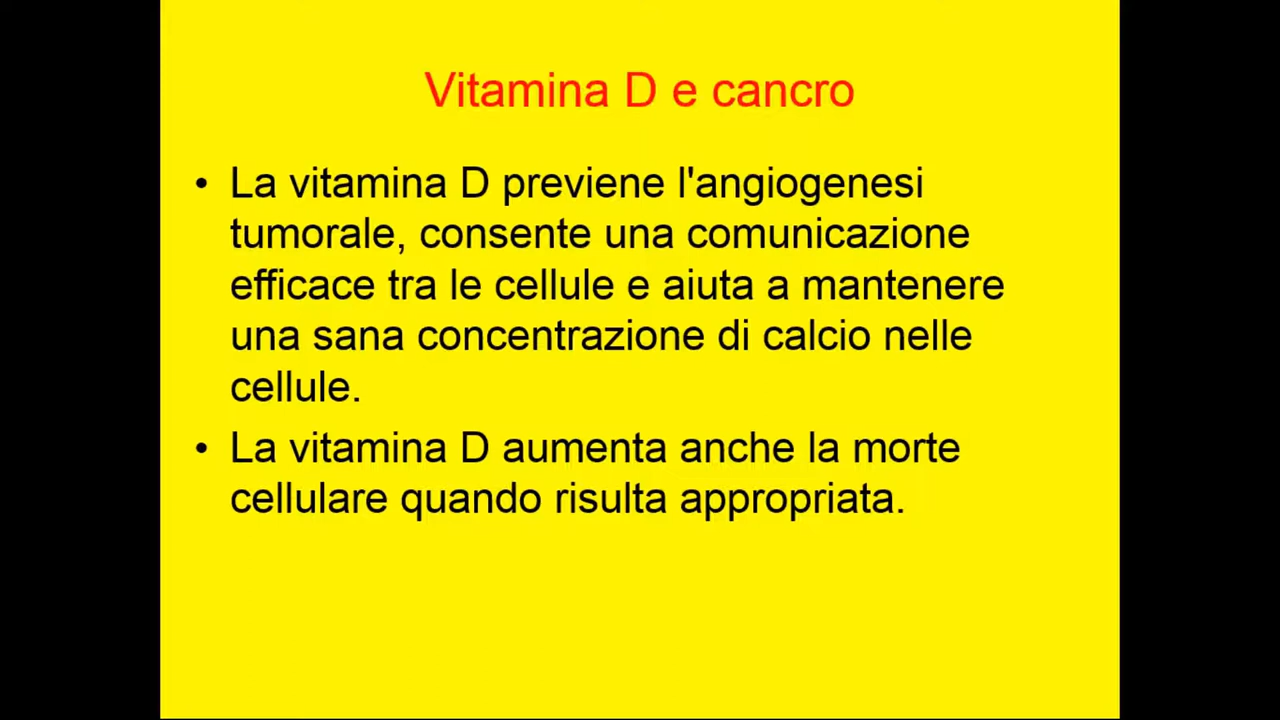 Vitamina D e cancro
• La vitamina D previene l'angiogenesi
tumorale, consente una comunicazione
efficace tra le cellule e aiuta a mantenere
una sana concentrazione di calcio nelle
cellule.
• La vitamina D aumenta anche la morte
cellulare quando risulta appropriata.